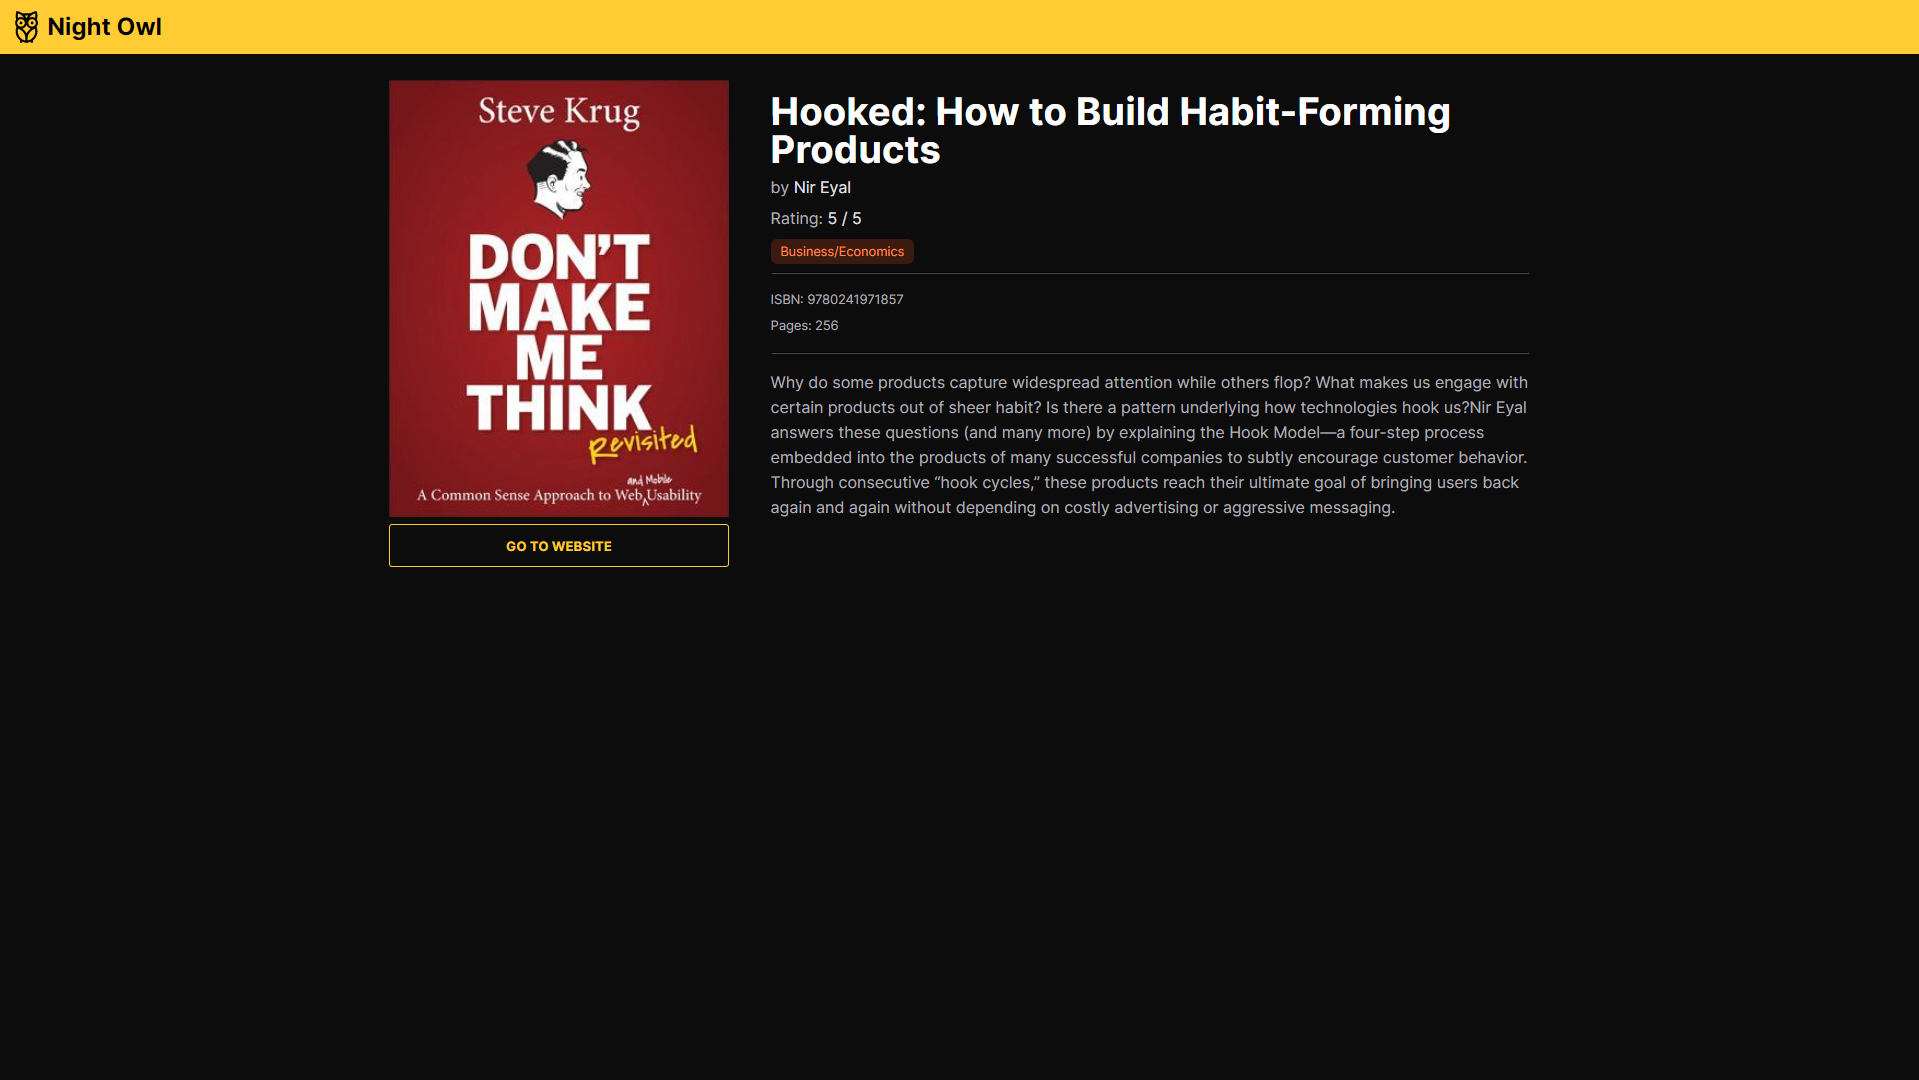 Night Owl
Steve Krug
DON'T
MAKE
ME
THINK
Revisited
and Mobile
A Common Sense Approach to Web Usability
GO TO WEBSITE
Hooked: How to Build Habit-Forming
Products
by Nir Eyal
Rating: 5 / 5
Business/Economics
ISBN: 9780241971857
Pages: 256
Why do some products capture widespread attention while others flop? What makes us engage with
certain products out of sheer habit? Is there a pattern underlying how technologies hook us?Nir Eyal
answers these questions (and many more) by explaining the Hook Model—a four-step process
embedded into the products of many successful companies to subtly encourage customer behavior.
Through consecutive “hook cycles,” these products reach their ultimate goal of bringing users back
again and again without depending on costly advertising or aggressive messaging.